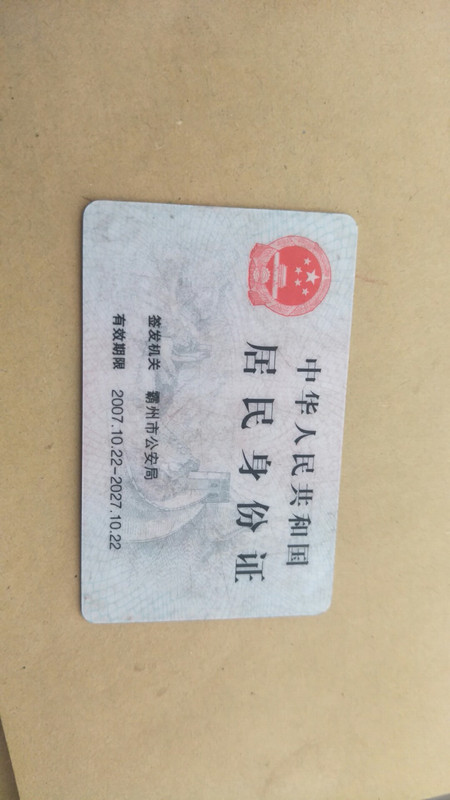 中华人民共和国
居民身份证
签发机关 霸州市公安局
有效期限 2007.10.22-2027.10.22